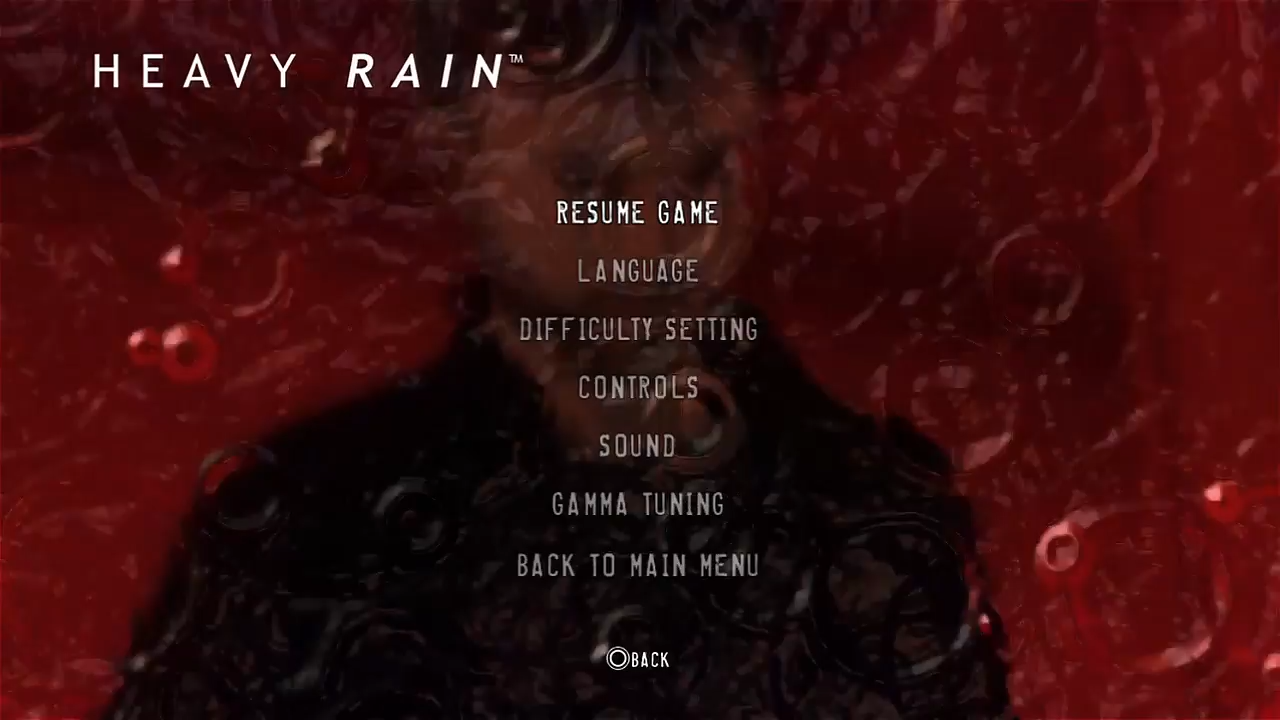 HEAVY RAIN™
RESUME GAME
LANGUAGE
DIFFICULTY SETTING
CONTROLS
SOUND
GAMMA TUNING
BACK TO MAIN MENU
BACK